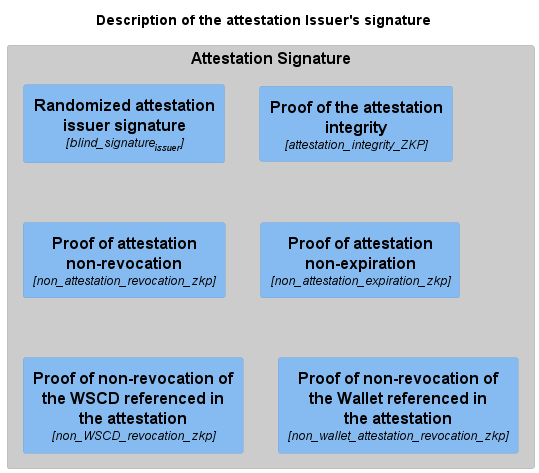 Description of the attestation Issuer's signature
Attestation Signature
Randomized attestation
issuer signature
[blind_signatureissuer]
Proof of the attestation
integrity
[attestation_integrity_ZKP]
Proof of attestation
non-revocation
[non_attestation_revocation_zkp]
Proof of attestation
non-expiration
[non_attestation_expiration_zkp]
Proof of non-revocation of
the WSCD referenced in
the attestation
[non_WSCD_revocation_zkp]
Proof of non-revocation of
the Wallet referenced in
the attestation
[non_wallet_attestation_revocation_zkp]